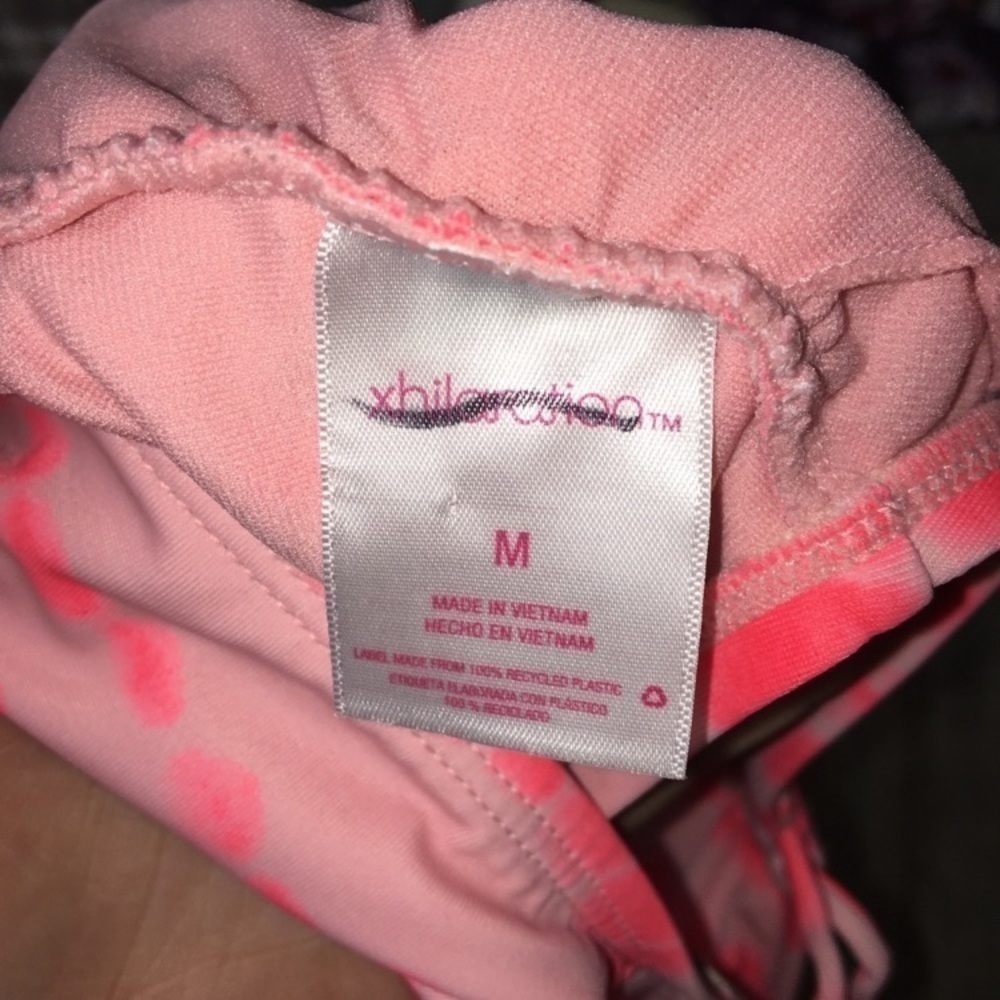 xhilaration™
M
MADE IN VIETNAM
HECHO EN VIETNAM
LABEL MADE FROM 100% RECYCLED PLASTIC
ETIQUETA ELABORADA CON PLÁSTICO
100 % RECICLADO